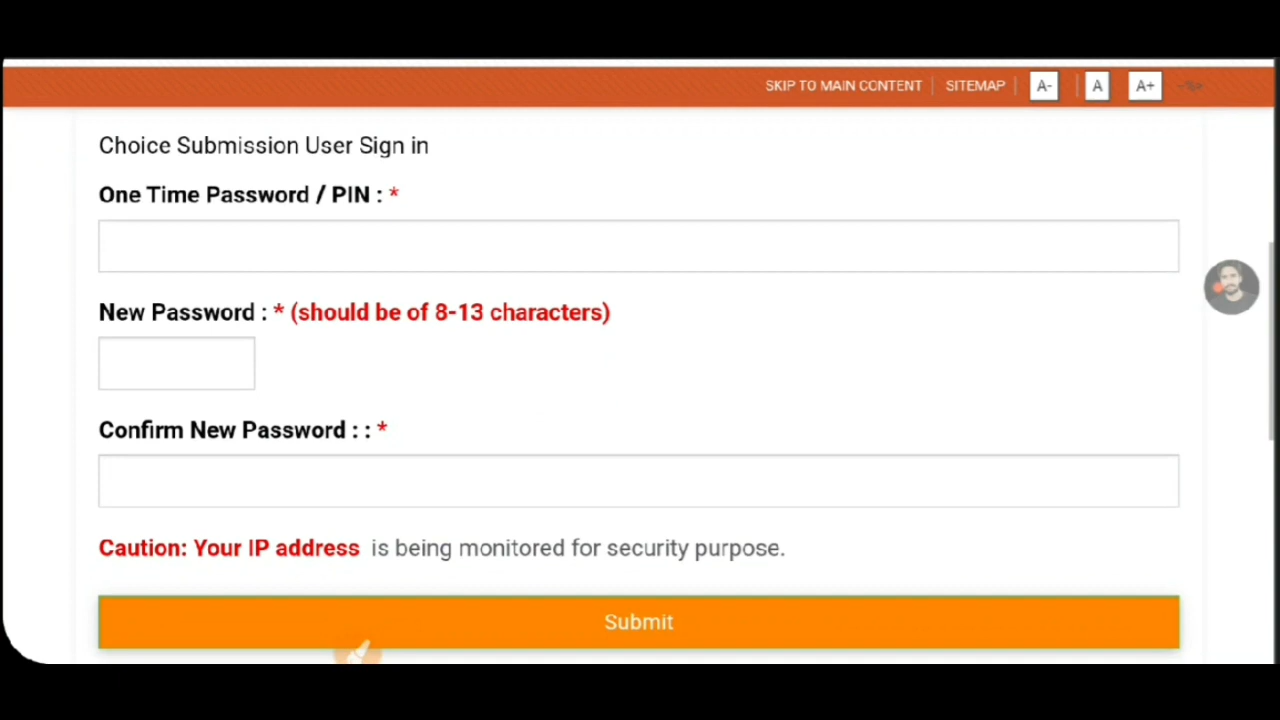 SKIP TO MAIN CONTENT SITEMAP A- A A+
Choice Submission User Sign in
One Time Password / PIN : *
New Password : * (should be of 8-13 characters)
Confirm New Password : : *
Caution: Your IP address is being monitored for security purpose.
Submit